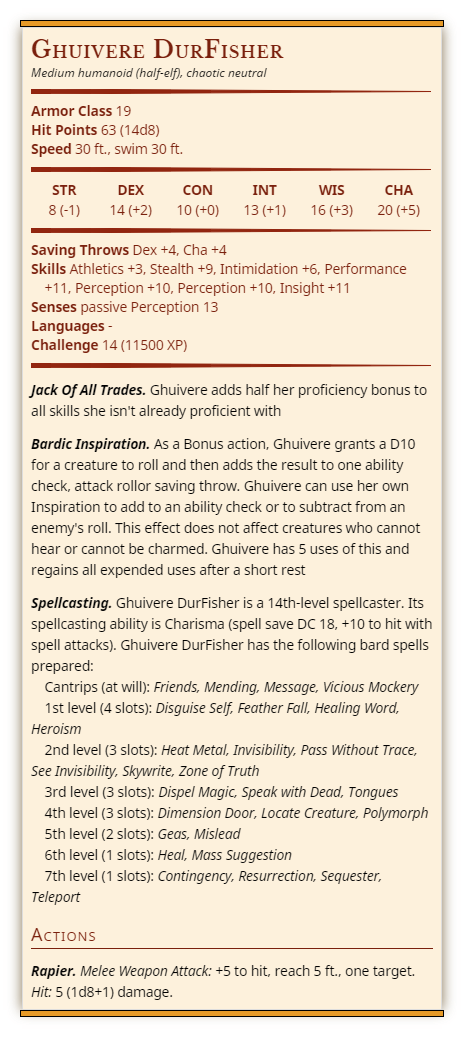 Ghuivere DurFisher
Medium humanoid (half-elf), chaotic neutral
Armor Class 19
Hit Points 63 (14d8)
Speed 30 ft., swim 30 ft.
STR DEX CON INT WIS CHA
8 (-1) 14 (+2) 10 (+0) 13 (+1) 16 (+3) 20 (+5)
Saving Throws Dex +4, Cha +4
Skills Athletics +3, Stealth +9, Intimidation +6, Performance
+11, Perception +10, Perception +10, Insight +11
Senses passive Perception 13
Languages -
Challenge 14 (11500 XP)
Jack Of All Trades. Ghuivere adds half her proficiency bonus to
all skills she isn't already proficient with
Bardic Inspiration. As a Bonus action, Ghuivere grants a D10
for a creature to roll and then adds the result to one ability
check, attack rollor saving throw. Ghuivere can use her own
Inspiration to add to an ability check or to subtract from an
enemy's roll. This effect does not affect creatures who cannot
hear or cannot be charmed. Ghuivere has 5 uses of this and
regains all expended uses after a short rest
Spellcasting. Ghuivere DurFisher is a 14th-level spellcaster. Its
spellcasting ability is Charisma (spell save DC 18, +10 to hit with
spell attacks). Ghuivere DurFisher has the following bard spells
prepared:
Cantrips (at will): Friends, Mending, Message, Vicious Mockery
1st level (4 slots): Disguise Self, Feather Fall, Healing Word,
Heroism
2nd level (3 slots): Heat Metal, Invisibility, Pass Without Trace,
See Invisibility, Skywrite, Zone of Truth
3rd level (3 slots): Dispel Magic, Speak with Dead, Tongues
4th level (3 slots): Dimension Door, Locate Creature, Polymorph
5th level (2 slots): Geas, Mislead
6th level (1 slots): Heal, Mass Suggestion
7th level (1 slots): Contingency, Resurrection, Sequester,
Teleport
Actions
Rapier. Melee Weapon Attack: +5 to hit, reach 5 ft., one target.
Hit: 5 (1d8+1) damage.